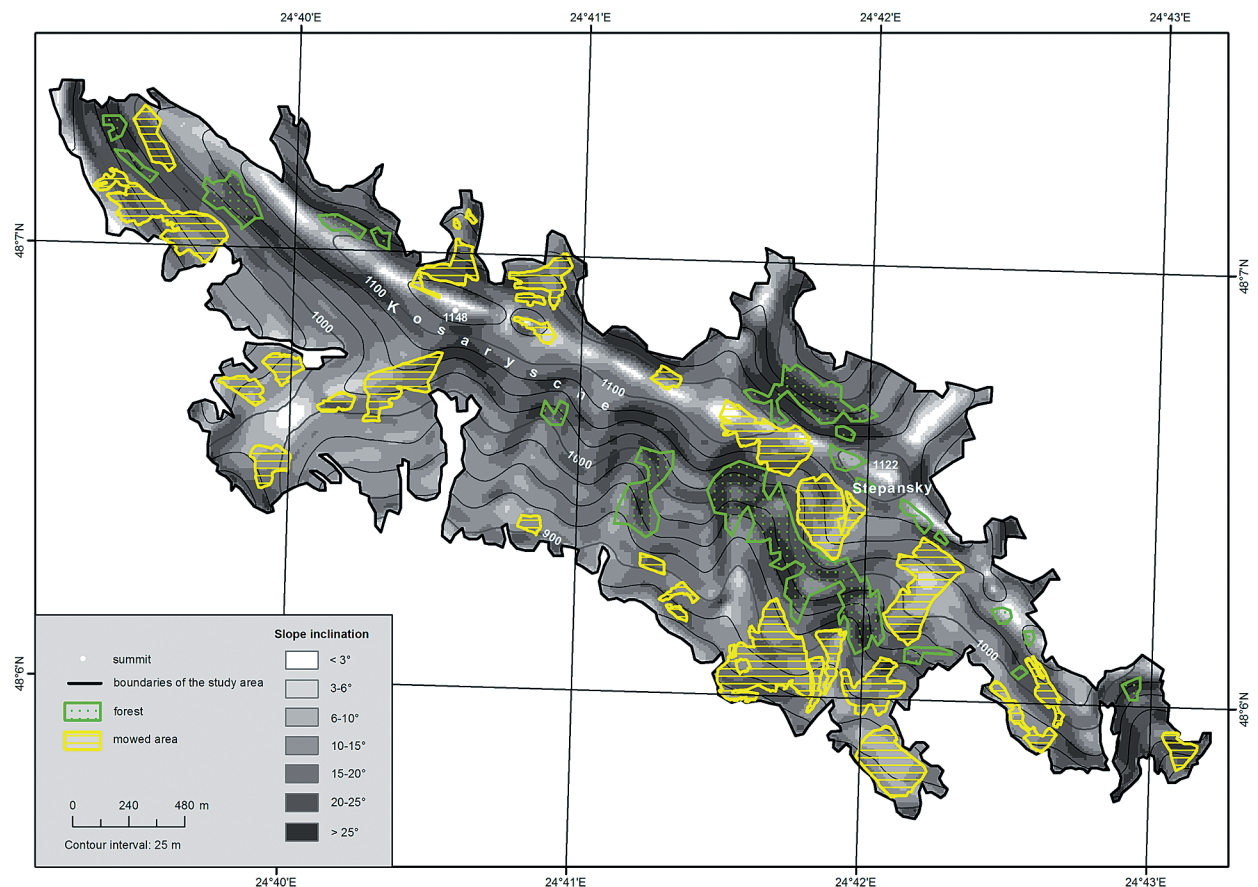 24°40'E 24°41'E 24°42'E 24°43'E
48°7'N
48°7'N
1100
1000
Kosarysche
1148
1100
1000
1122
Stepansky
900
1000
48°6'N
48°6'N
Slope inclination
summit
boundaries of the study area
forest
mowed area
< 3°
3-6°
6-10°
10-15°
15-20°
20-25°
> 25°
0 240 480 m
Contour interval: 25 m
24°40'E 24°41'E 24°42'E 24°43'E